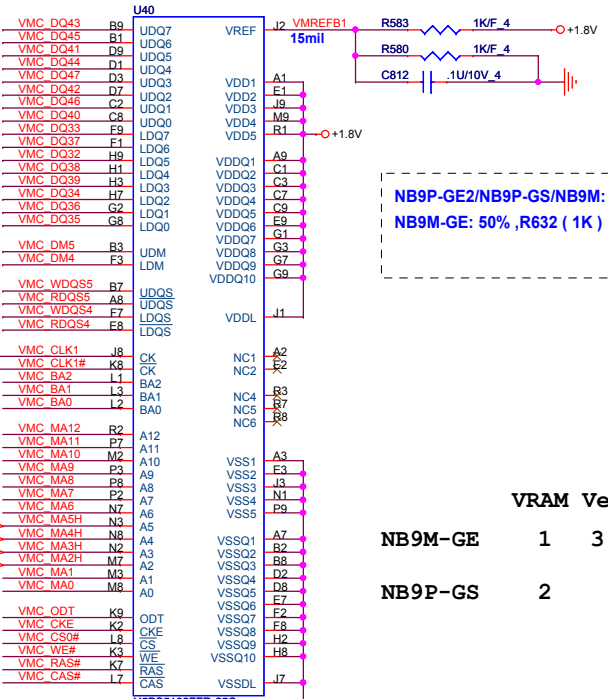 U40
VMC_DQ43 B9 UDQ7 VREF J2 VMREFB1 R583 1K/F_4 +1.8V
VMC_DQ45 B1 UDQ6 15mil
VMC_DQ41 D9 UDQ5 R580 1K/F_4
VMC_DQ44 D1 UDQ4
VMC_DQ47 D3 UDQ3 VDD1 A1 C812 .1U/10V_4
VMC_DQ42 D7 UDQ2 VDD2 E1
VMC_DQ46 C2 UDQ1 VDD3 J9
VMC_DQ40 C8 UDQ0 VDD4 M9
VMC_DQ33 F9 LDQ7 VDD5 R1 +1.8V
VMC_DQ37 F1 LDQ6
VMC_DQ32 H9 LDQ5 VDDQ1 A9
VMC_DQ38 H1 LDQ4 VDDQ2 C1
VMC_DQ39 H3 LDQ3 VDDQ3 C3
VMC_DQ34 H7 LDQ2 VDDQ4 C7
VMC_DQ36 G2 LDQ1 VDDQ5 C9
VMC_DQ35 G8 LDQ0 VDDQ6 E9
VDDQ7 G1
VMC_DM5 B3 UDM VDDQ8 G3
VMC_DM4 F3 LDM VDDQ9 G7
VDDQ10 G9
NB9P-GE2/NB9P-GS/NB9M:
NB9M-GE: 50% ,R632 ( 1K )
VMC_WDQS5 B7 UDQS
VMC_RDQS5 A8 UDQS
VMC_WDQS4 F7 LDQS VDDL J1
VMC_RDQS4 E8 LDQS
VMC_CLK1 J8 CK NC1 A2
VMC_CLK1# K8 CK NC2 E2
VMC_BA2 L1 BA2
VMC_BA1 L3 BA1 NC4 R3
VMC_BA0 L2 BA0 NC5 R7
NC6 R8
VMC_MA12 R2 A12
VMC_MA11 P7 A11
VMC_MA10 M2 A10 VSS1 A3
VMC_MA9 P3 A9 VSS2 E3
VMC_MA8 P8 A8 VSS3 J3
VMC_MA7 P2 A7 VSS4 N1
VMC_MA6 N7 A6 VSS5 P9
VMC_MA5H N3 A5
VMC_MA4H N8 A4 VSSQ1 A7
VMC_MA3H N2 A3 VSSQ2 B2
VMC_MA2H M7 A2 VSSQ3 B8
VMC_MA1 M3 A1 VSSQ4 D2
VMC_MA0 M8 A0 VSSQ5 D8
VSSQ6 E7
VMC_ODT K9 ODT VSSQ7 F2
VMC_CKE K2 CKE VSSQ8 F8
VMC_CS0# L8 CS VSSQ9 H2
VMC_WE# K3 WE VSSQ10 H8
VMC_RAS# K7 RAS
VMC_CAS# L7 CAS VSSDL J7
VRAM Ve
NB9M-GE 1 3
NB9P-GS 2